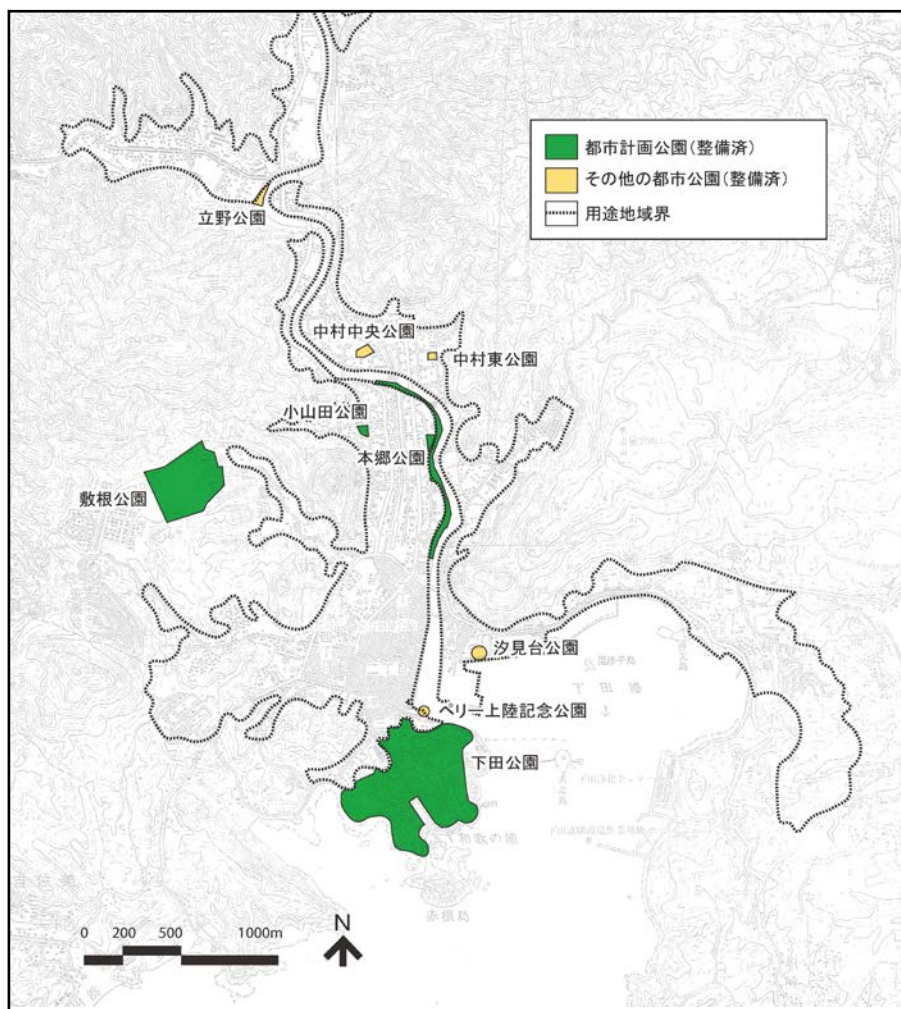 都市計画公園(整備済)
その他の都市公園(整備済)
用途地域界
立野公園
中村中央公園
中村東公園
小山田公園
本郷公園
敷根公園
汐見台公園
ペリー上陸記念公園
下田公園
和歌の浦
赤根島
0 200 500 1000m
N